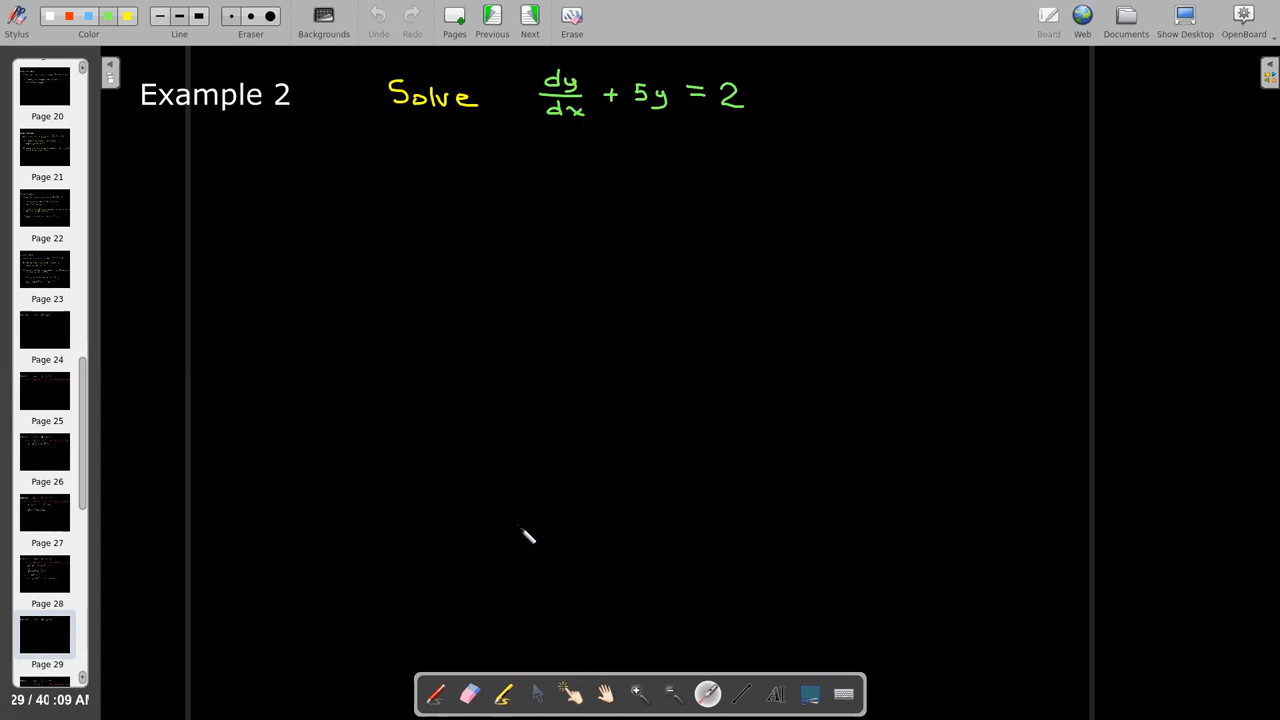 Stylus
Color
Line
Eraser
Backgrounds
Undo
Redo
Pages
Previous
Next
Erase
Board
Web
Documents
Show Desktop
OpenBoard
Example 2 Solve dy/dx + 5y = 2
Page 20
Page 21
Page 22
Page 23
Page 24
Page 25
Page 26
Page 27
Page 28
Page 29
29 / 40 :09 AM